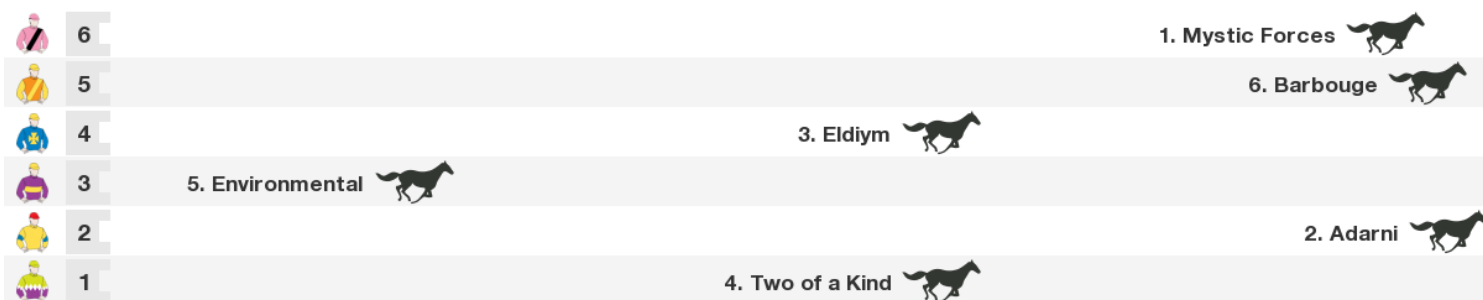 6 1. Mystic Forces
5 6. Barbouge
4 3. Eldiym
3 5. Environmental
2 2. Adarni
1 4. Two of a Kind